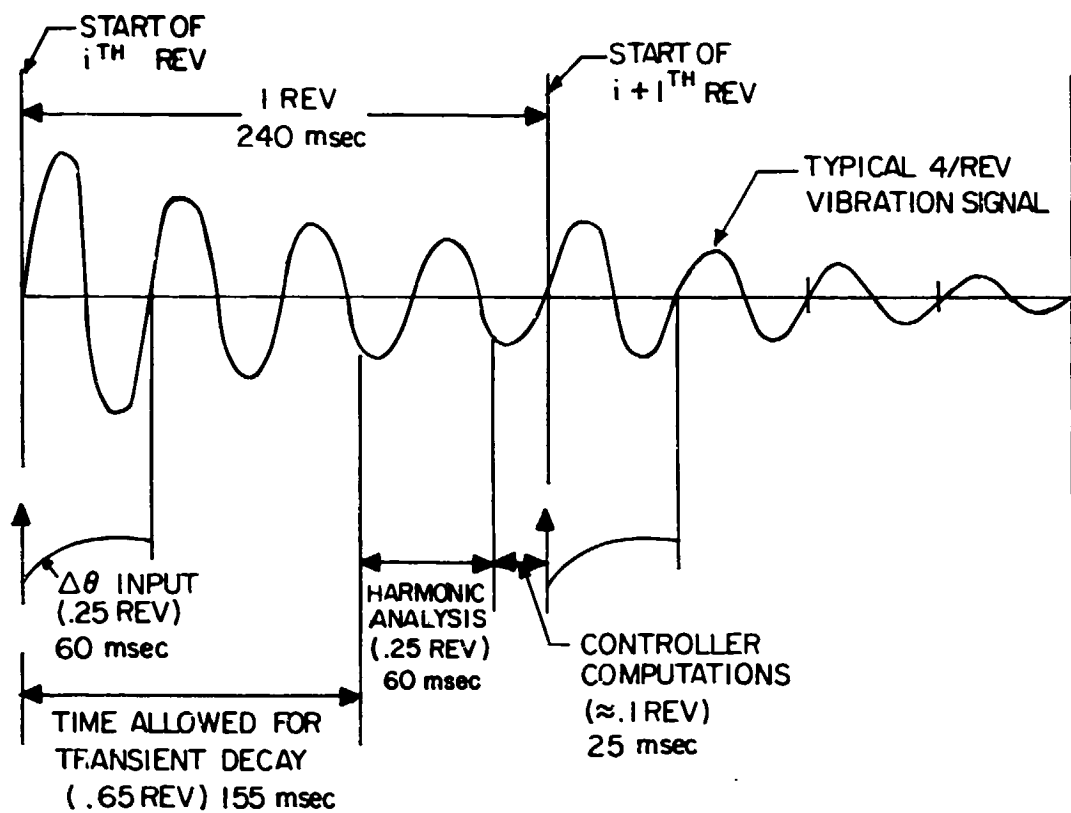 START OF
i TH REV
START OF
i + 1 TH REV
1 REV
240 msec
TYPICAL 4/REV
VIBRATION SIGNAL
Δθ INPUT
(.25 REV)
60 msec
HARMONIC
ANALYSIS
(.25 REV)
60 msec
CONTROLLER
COMPUTATIONS
(≈.1 REV)
25 msec
TIME ALLOWED FOR
TRANSIENT DECAY
(.65 REV) 155 msec